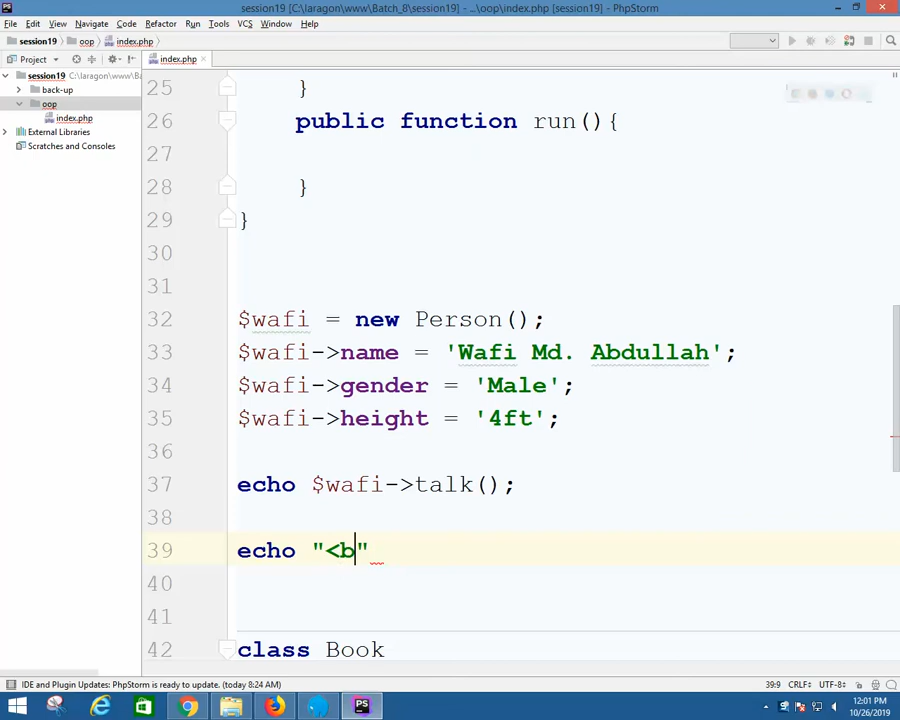 session19 [C:\laragon\www\Batch_8\session19] - ...\oop\index.php [session19] - PhpStorm
File Edit View Navigate Code Refactor Run Tools VCS Window Help
session19 oop index.php
Project
index.php
session19 C:\laragon\www\Ba
back-up
oop
index.php
External Libraries
Scratches and Consoles
25 }
26 public function run(){
27
28 }
29 }
30
31
32 $wafi = new Person();
33 $wafi->name = 'Wafi Md. Abdullah';
34 $wafi->gender = 'Male';
35 $wafi->height = '4ft';
36
37 echo $wafi->talk();
38
39 echo "<b"
40
41
42 class Book
IDE and Plugin Updates: PhpStorm is ready to update. (today 8:24 AM)
39:9 CRLF UTF-8
12:01 PM
10/26/2019